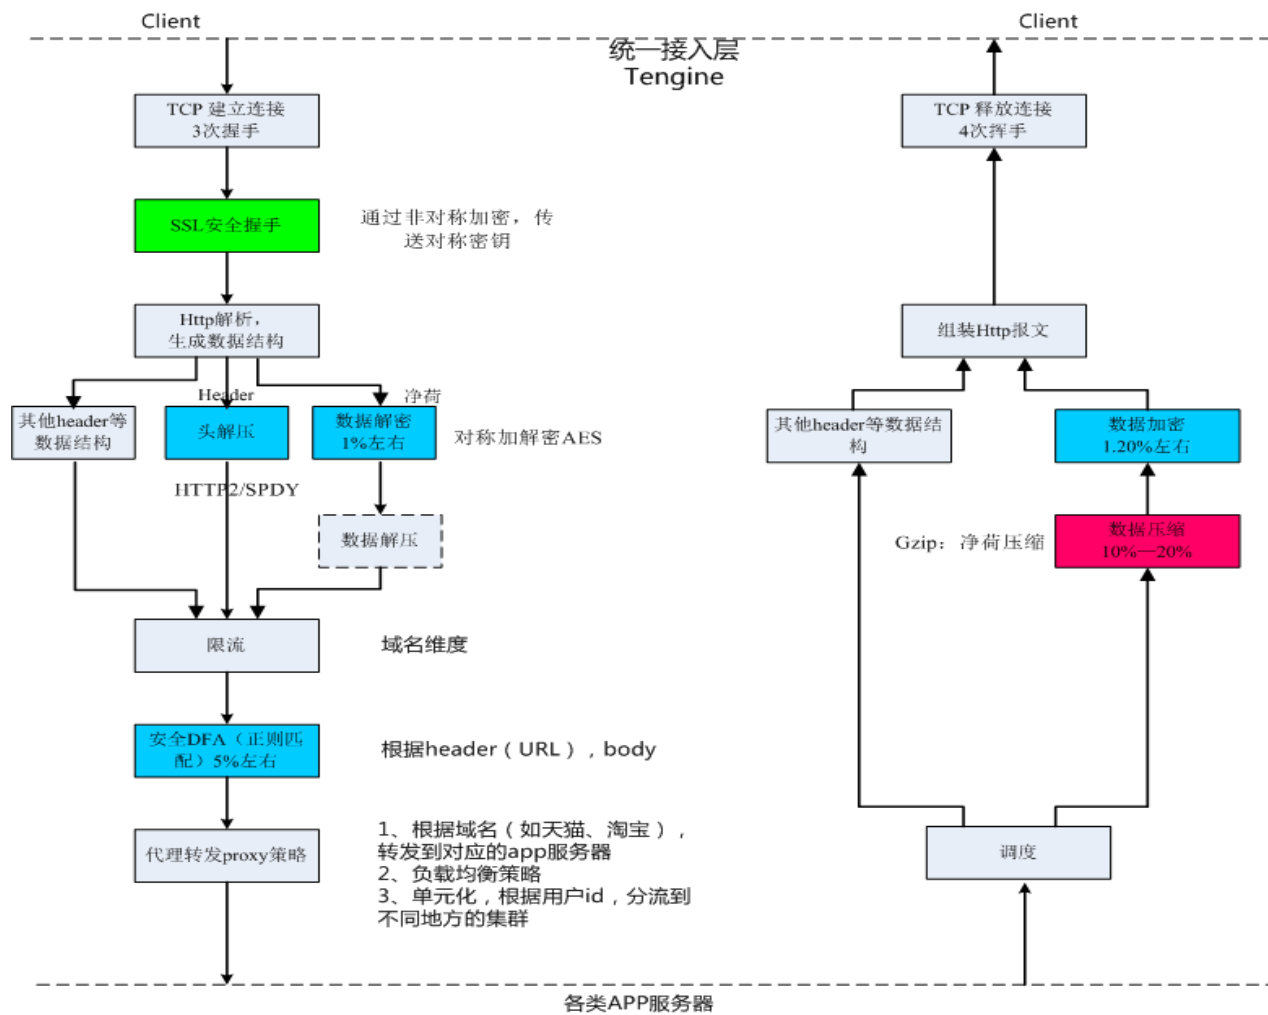 Client
Client
统一接入层
Tengine
TCP 建立连接
3次握手
TCP 释放连接
4次挥手
SSL安全握手
通过非对称加密，传
送对称密钥
Http解析，
生成数据结构
组装Http报文
Header
净荷
其他header等
数据结构
头解压
数据解密
1%左右
对称加解密AES
其他header等数据结
构
数据加密
1.20%左右
HTTP2/SPDY
数据解压
Gzip：净荷压缩
数据压缩
10%—20%
限流
域名维度
安全DFA（正则匹
配）5%左右
根据header（URL），body
代理转发proxy策略
1、根据域名（如天猫、淘宝），
转发到对应的app服务器
2、负载均衡策略
3、单元化，根据用户id，分流到
不同地方的集群
调度
各类APP服务器